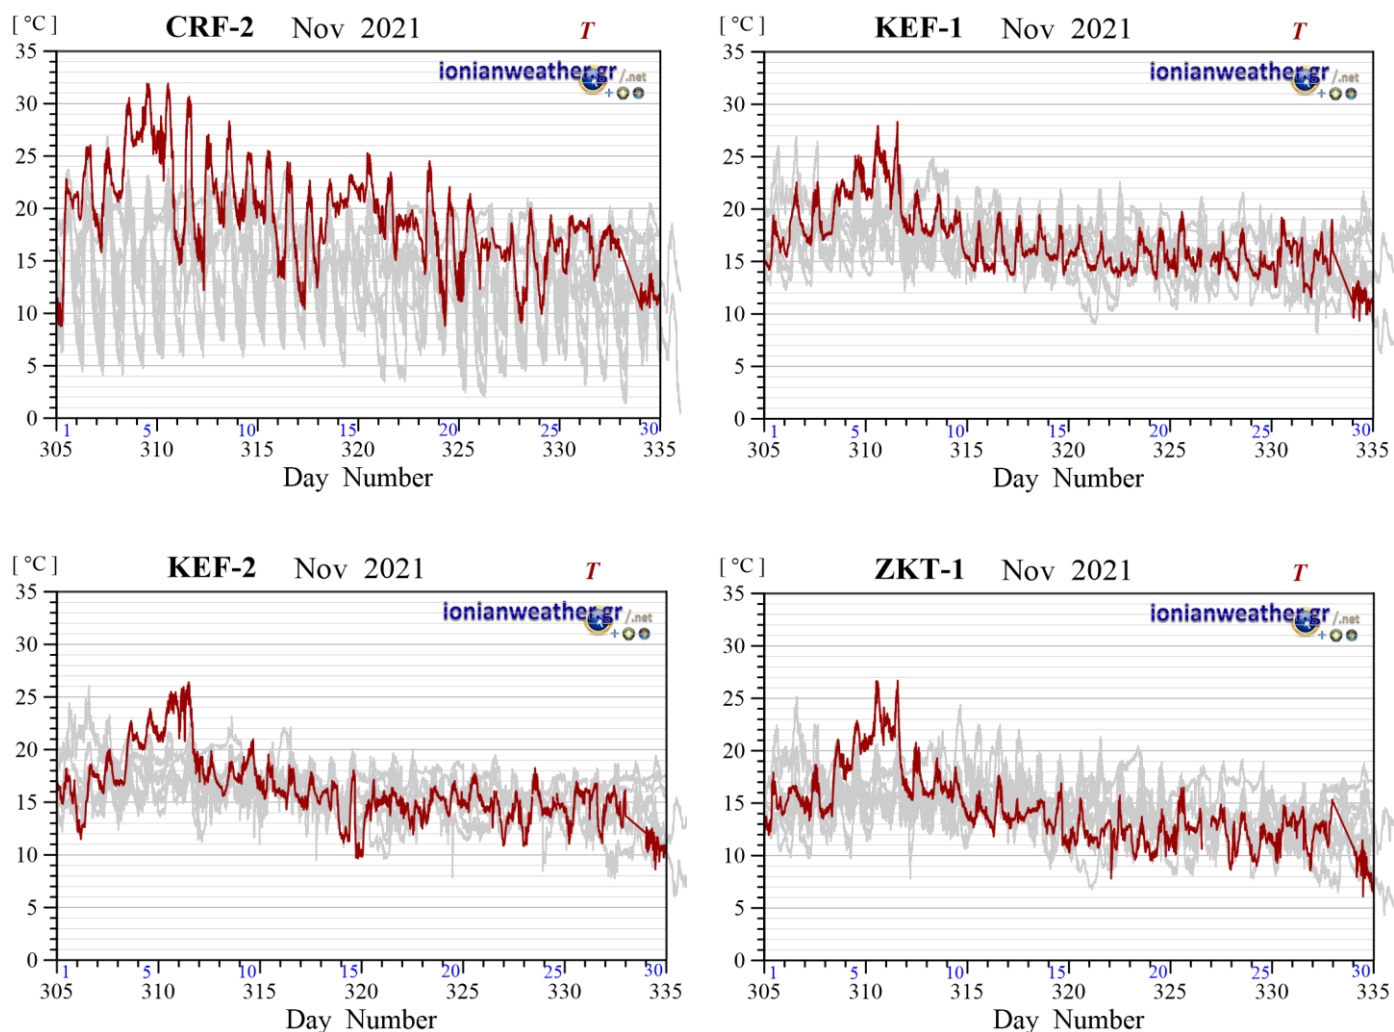 [ °C ] CRF-2 Nov 2021 T
ionianweather.gr/.net
35
30
25
20
15
10
5
0
1 5 10 15 20 25 30
305 310 315 320 325 330 335
Day Number
[ °C ] KEF-1 Nov 2021 T
ionianweather.gr/.net
35
30
25
20
15
10
5
0
1 5 10 15 20 25 30
305 310 315 320 325 330 335
Day Number
[ °C ] KEF-2 Nov 2021 T
ionianweather.gr/.net
35
30
25
20
15
10
5
0
1 5 10 15 20 25 30
305 310 315 320 325 330 335
Day Number
[ °C ] ZKT-1 Nov 2021 T
ionianweather.gr/.net
35
30
25
20
15
10
5
0
1 5 10 15 20 25 30
305 310 315 320 325 330 335
Day Number